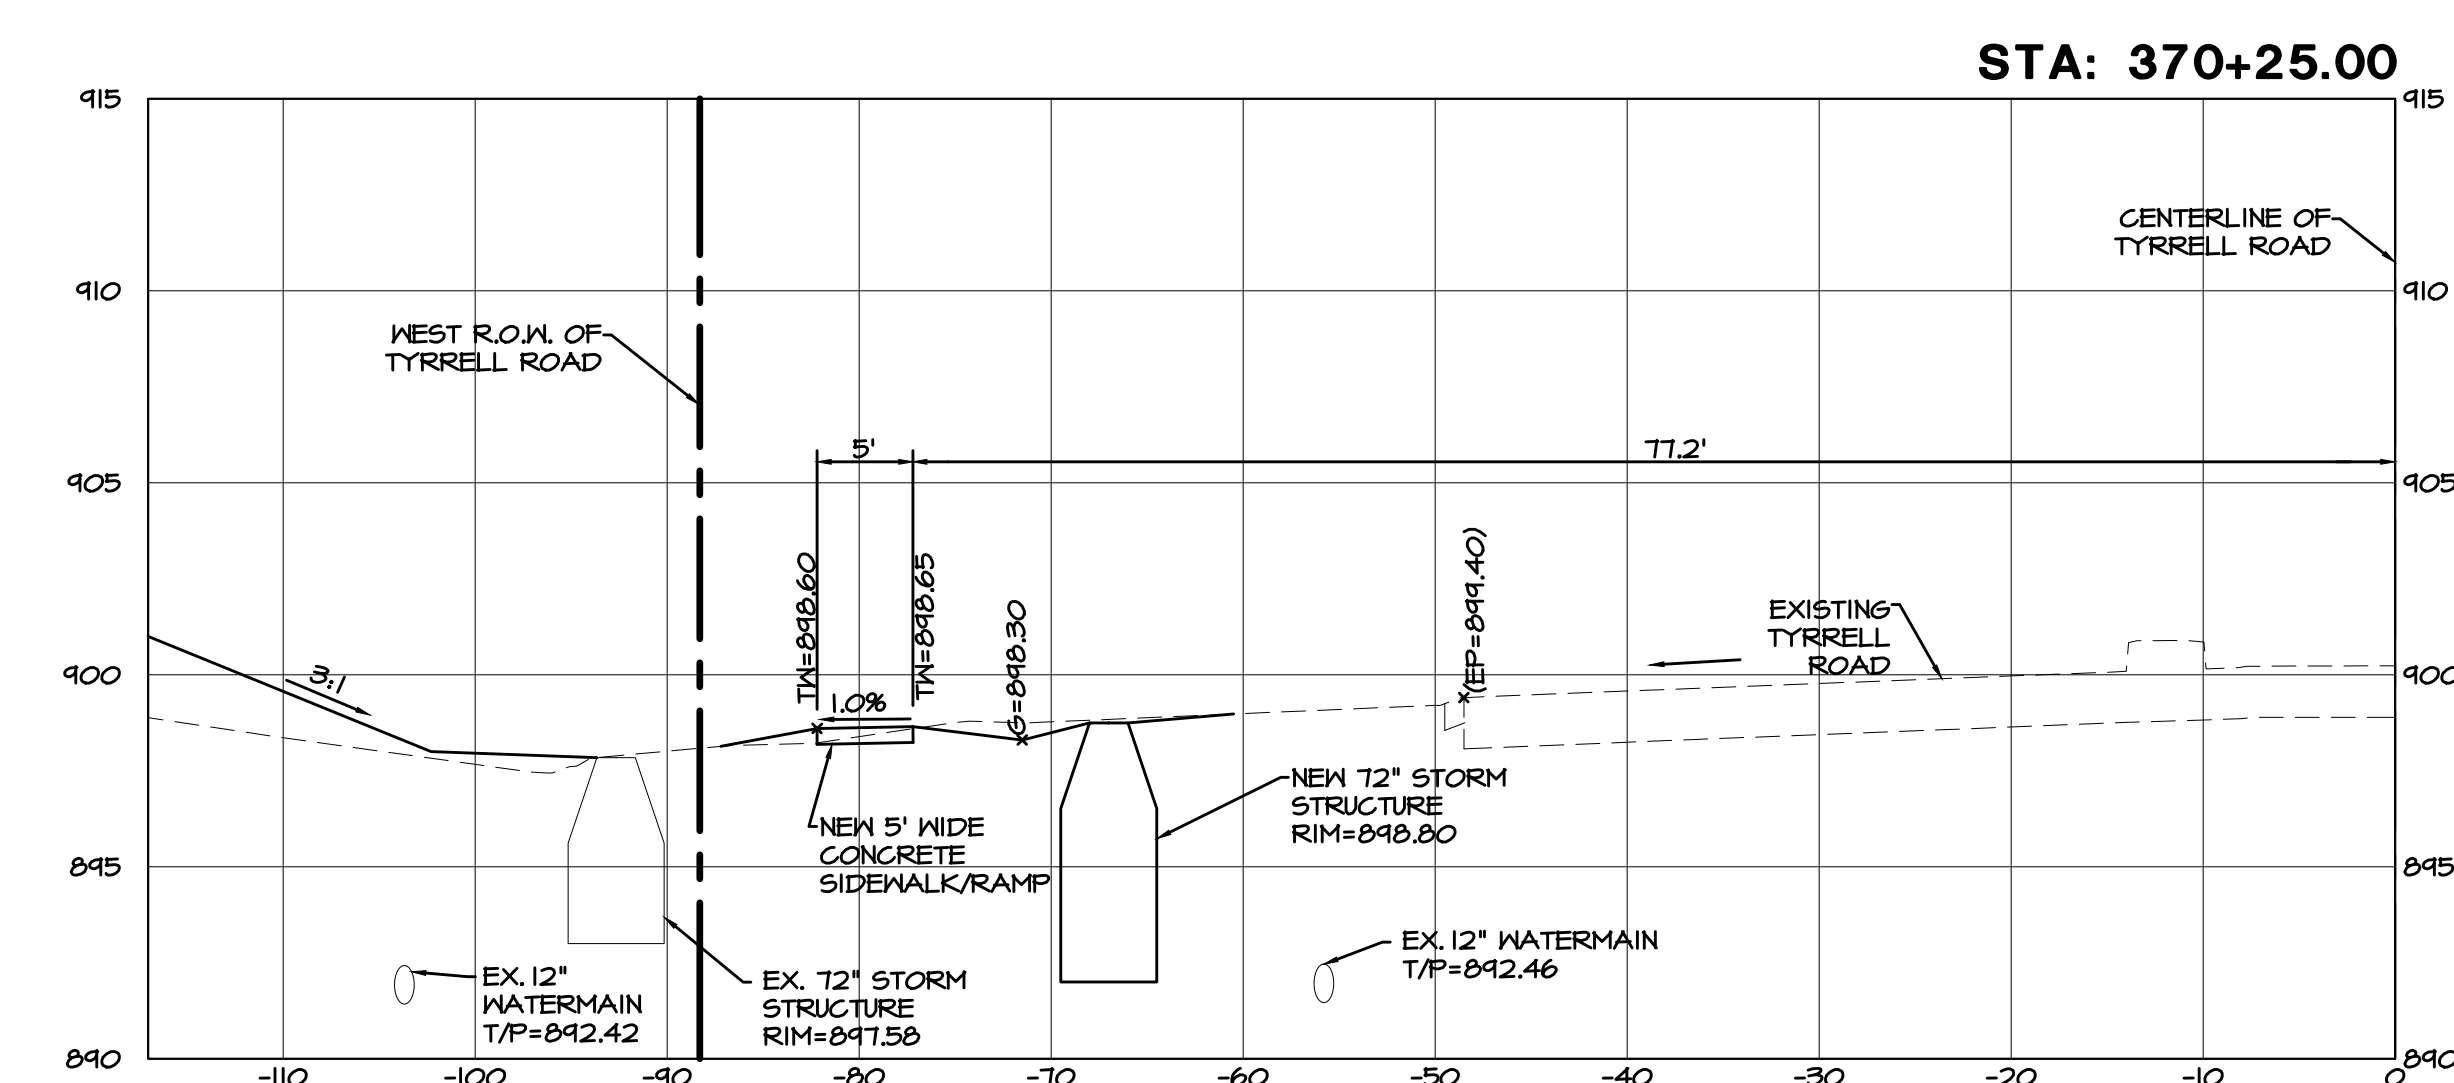 STA: 370+25.00
915
915
CENTERLINE OF
TYRRELL ROAD
910
910
WEST R.O.W. OF
TYRRELL ROAD
5'
77.2'
905
905
TW=898.60
TW=898.65
G=898.30
(EP=899.40)
EXISTING
TYRRELL
ROAD
900
900
3:1
1.0%
NEW 72" STORM
STRUCTURE
RIM=898.80
NEW 5' WIDE
CONCRETE
SIDEWALK/RAMP
895
895
EX. 12" WATERMAIN
T/P=892.46
EX. 12"
WATERMAIN
T/P=892.42
EX. 72" STORM
STRUCTURE
RIM=897.58
890
890
-110 -100 -90 -80 -70 -60 -50 -40 -30 -20 -10 0